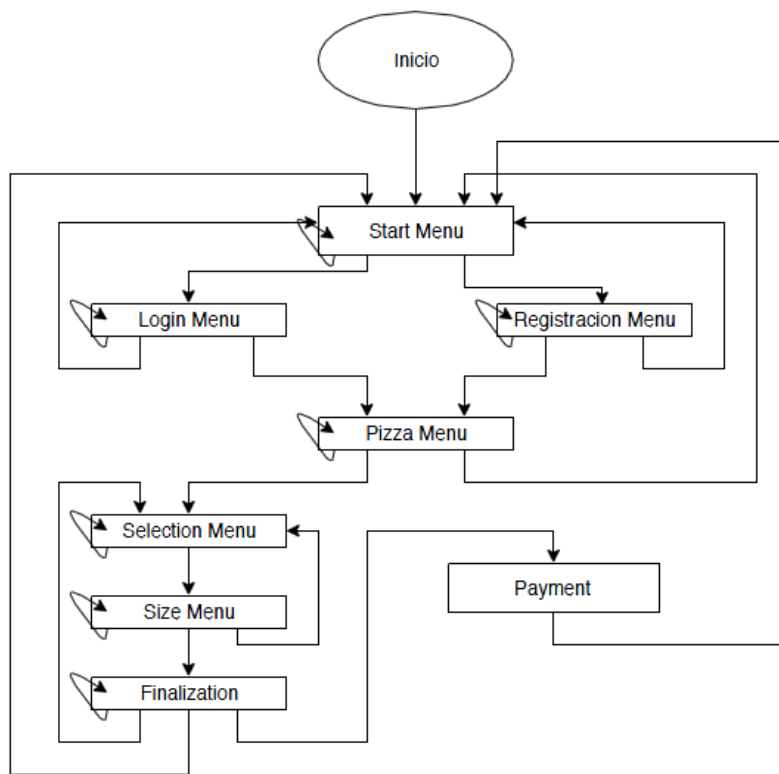 Inicio
Start Menu
Login Menu
Registracion Menu
Pizza Menu
Selection Menu
Payment
Size Menu
Finalization